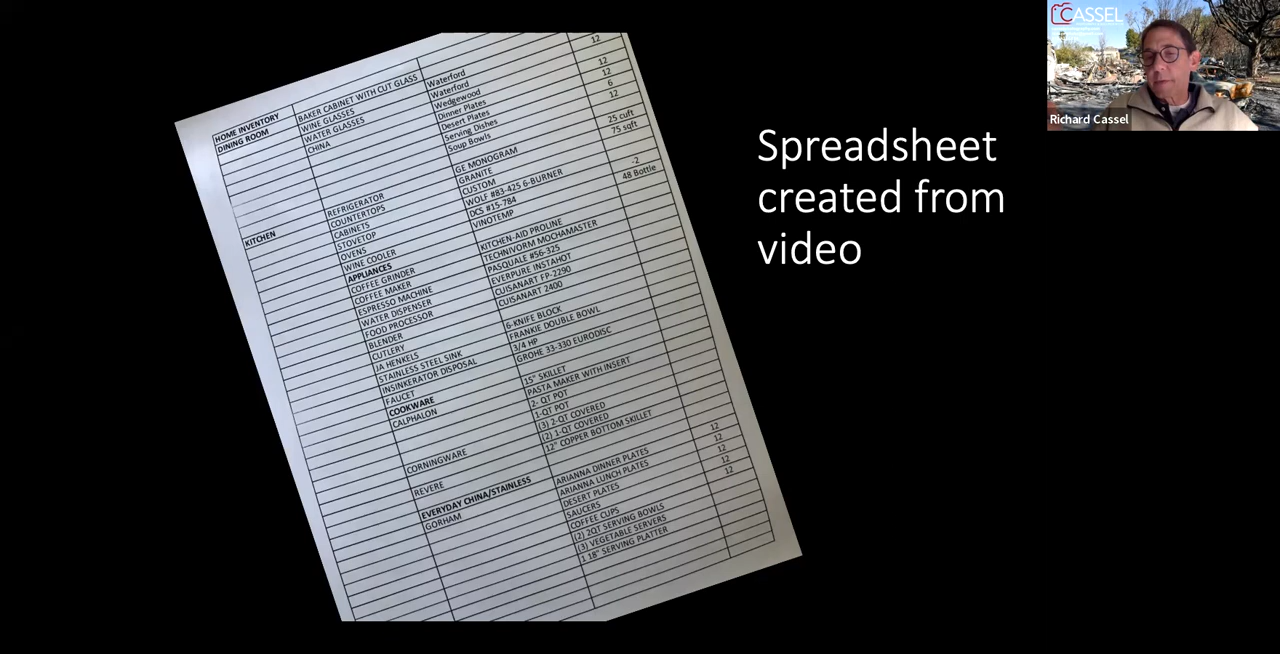 CASSEL
Richard Cassel
Spreadsheet
created from
video
HOME INVENTORY
DINING ROOM BAKER CABINET WITH CUT GLASS
WINE GLASSES Waterford 12
WATER GLASSES Waterford
CHINA Wedgewood
Dinner Plates 12
Desert Plates 12
Serving Dishes 6
Soup Bowls 12
KITCHEN REFRIGERATOR GE MONOGRAM 25 cuft
COUNTERTOPS GRANITE 75 sqft
CABINETS CUSTOM
STOVETOP WOLF #83-425 6-BURNER
OVENS DCS #15-784 -2
WINE COOLER VINOTEMP 48 Bottle
APPLIANCES
COFFEE GRINDER KITCHEN-AID PROLINE
COFFEE MAKER TECHNIVORM MOCHAMASTER
ESPRESSO MACHINE PASQUALE #56-325
WATER DISPENSER EVERPURE INSTAHOT
FOOD PROCESSOR CUISANART FP-2290
BLENDER CUISANART 2400
CUTLERY
JA HENKELS 6-KNIFE BLOCK
STAINLESS STEEL SINK FRANKIE DOUBLE BOWL
INSINKERATOR DISPOSAL 3/4 HP
FAUCET GROHE 33-330 EURODISC
COOKWARE
CALPHALON 15" SKILLET
PASTA MAKER WITH INSERT
2- QT POT
1-QT POT
CORNINGWARE (3) 2-QT COVERED
(2) 1-QT COVERED
REVERE 12" COPPER BOTTOM SKILLET
EVERYDAY CHINA/STAINLESS
GORHAM ARIANNA DINNER PLATES 12
ARIANNA LUNCH PLATES 12
DESERT PLATES 12
SAUCERS 12
COFFEE CUPS 12
(2) 2QT SERVING BOWLS
(3) VEGETABLE SERVERS
1 18" SERVING PLATTER